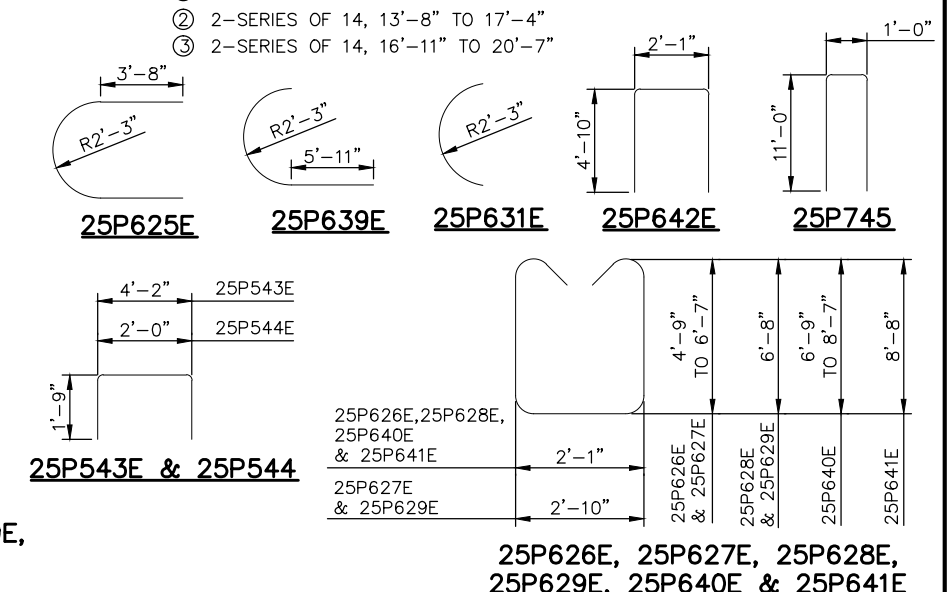 ② 2-SERIES OF 14, 13'-8" TO 17'-4"
③ 2-SERIES OF 14, 16'-11" TO 20'-7"
3'-8"
R2'-3"
25P625E
R2'-3"
5'-11"
25P639E
R2'-3"
25P631E
2'-1"
4'-10"
25P642E
1'-0"
11'-0"
25P745
4'-2" 25P543E
2'-0" 25P544E
1'-9"
25P543E & 25P544
4'-9"
TO 6'-7"
6'-8"
6'-9"
TO 8'-7"
8'-8"
25P626E,25P628E,
25P640E
& 25P641E
2'-1"
25P627E
& 25P629E
2'-10"
25P626E
& 25P627E
25P628E
& 25P629E
25P640E
25P641E
25P626E, 25P627E, 25P628E,
25P629E, 25P640E & 25P641E
E,